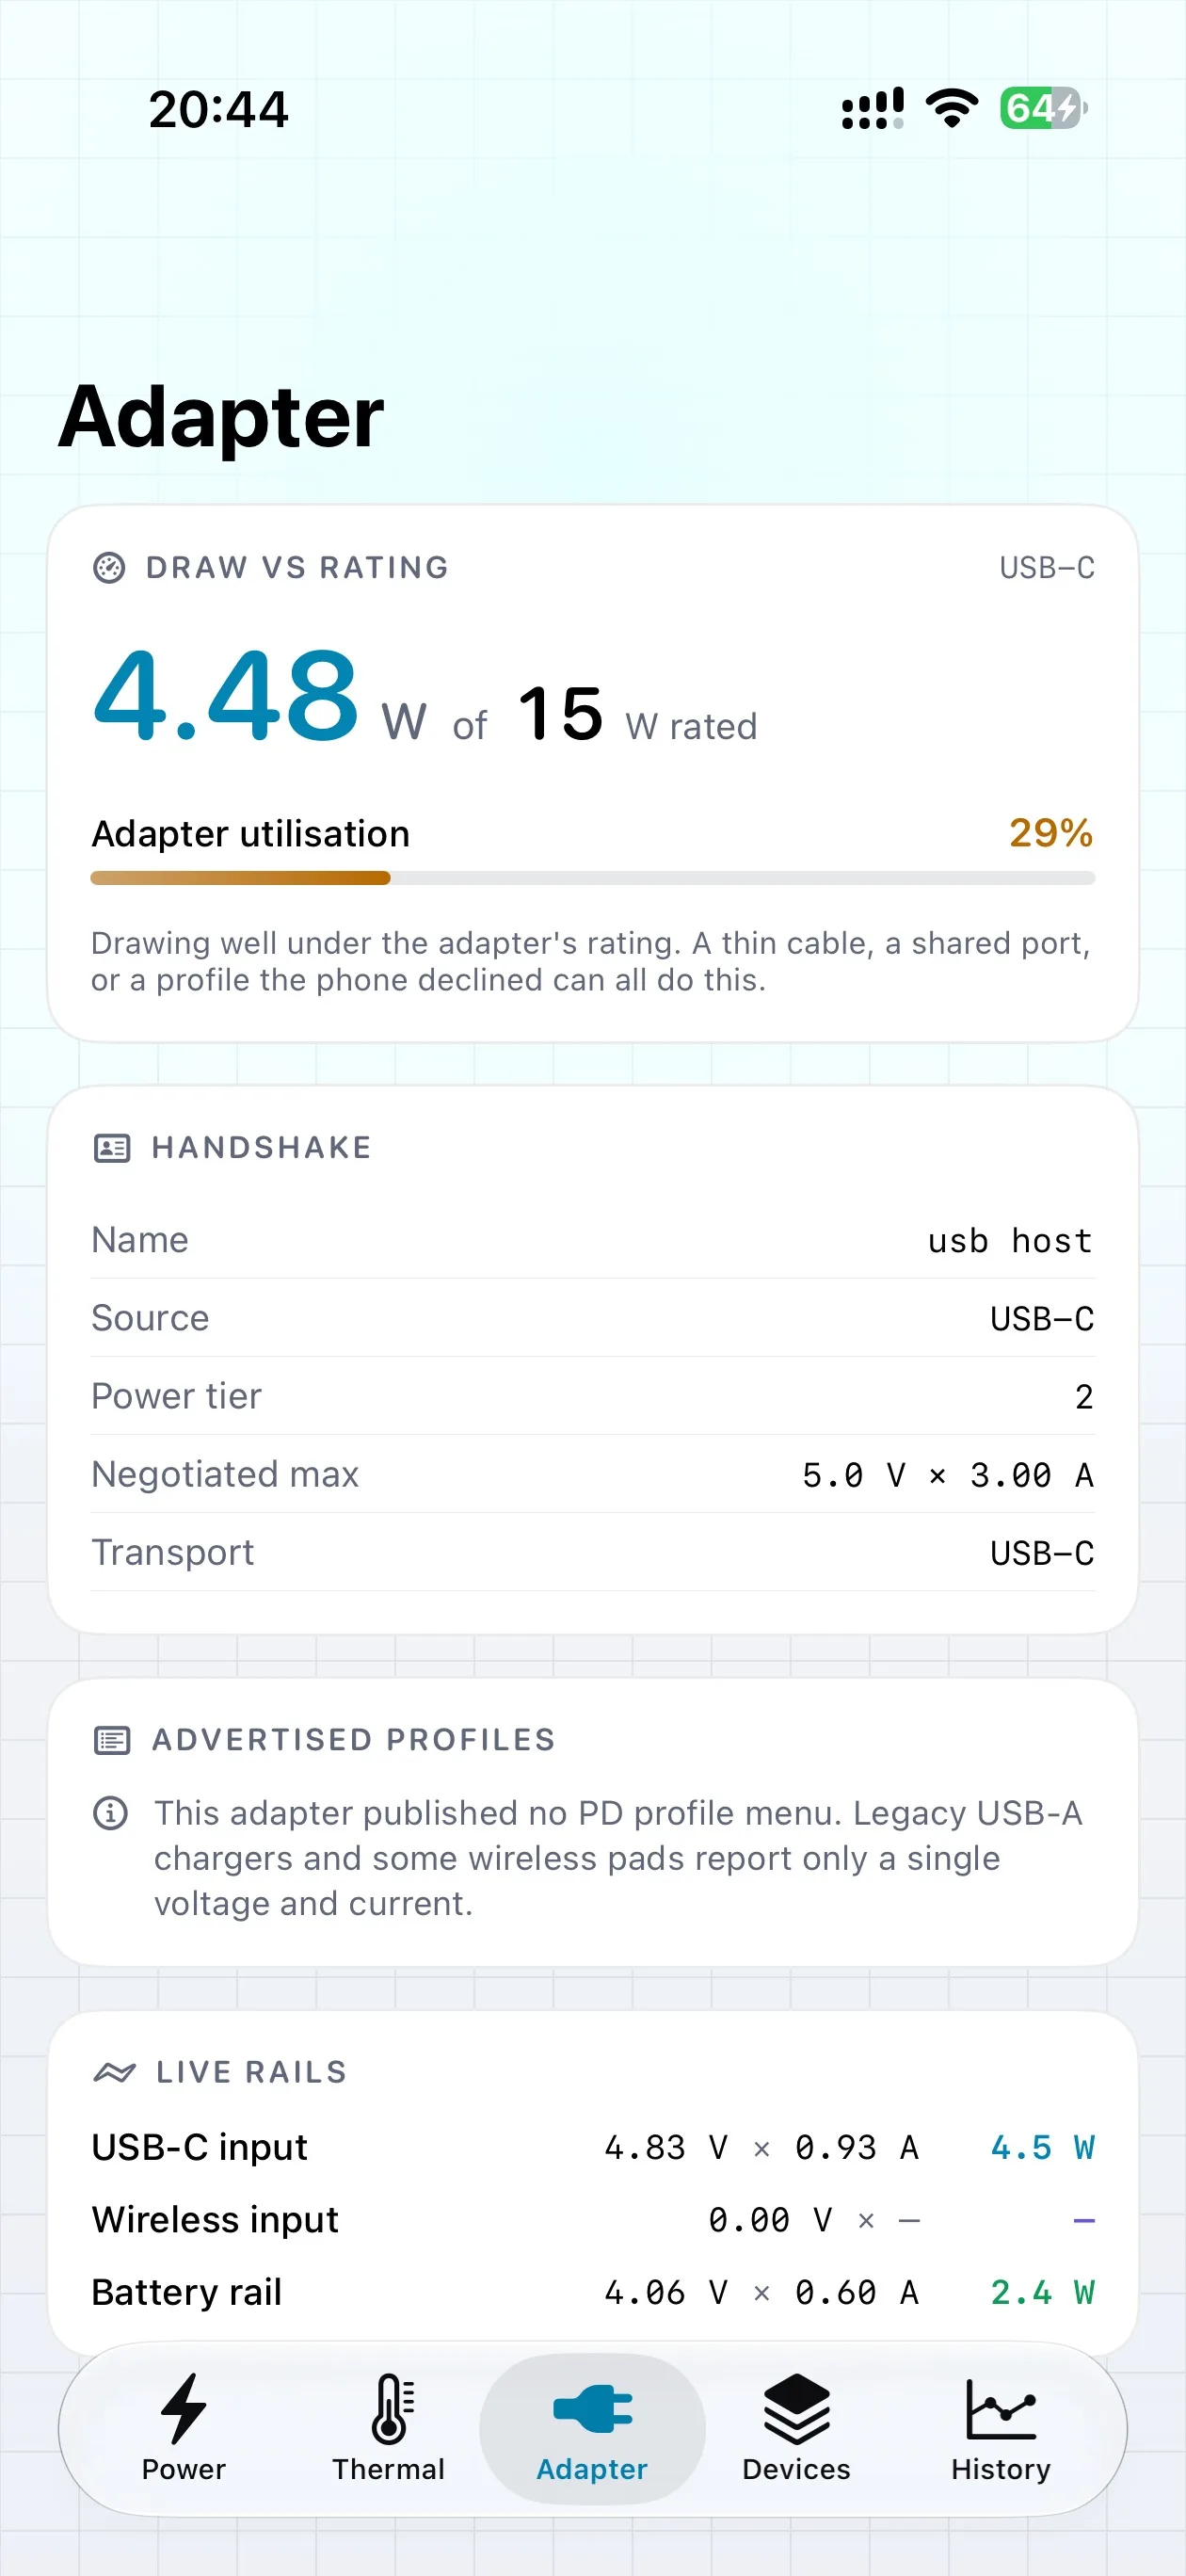 20:44
64
Adapter
DRAW VS RATING USB–C
4.48 W of 15 W rated
Adapter utilisation 29%
Drawing well under the adapter's rating. A thin cable, a shared port,
or a profile the phone declined can all do this.
HANDSHAKE
Name usb host
Source USB–C
Power tier 2
Negotiated max 5.0 V × 3.00 A
Transport USB–C
ADVERTISED PROFILES
This adapter published no PD profile menu. Legacy USB-A
chargers and some wireless pads report only a single
voltage and current.
LIVE RAILS
USB-C input 4.83 V × 0.93 A 4.5 W
Wireless input 0.00 V × – –
Battery rail 4.06 V × 0.60 A 2.4 W
Power Thermal Adapter Devices History